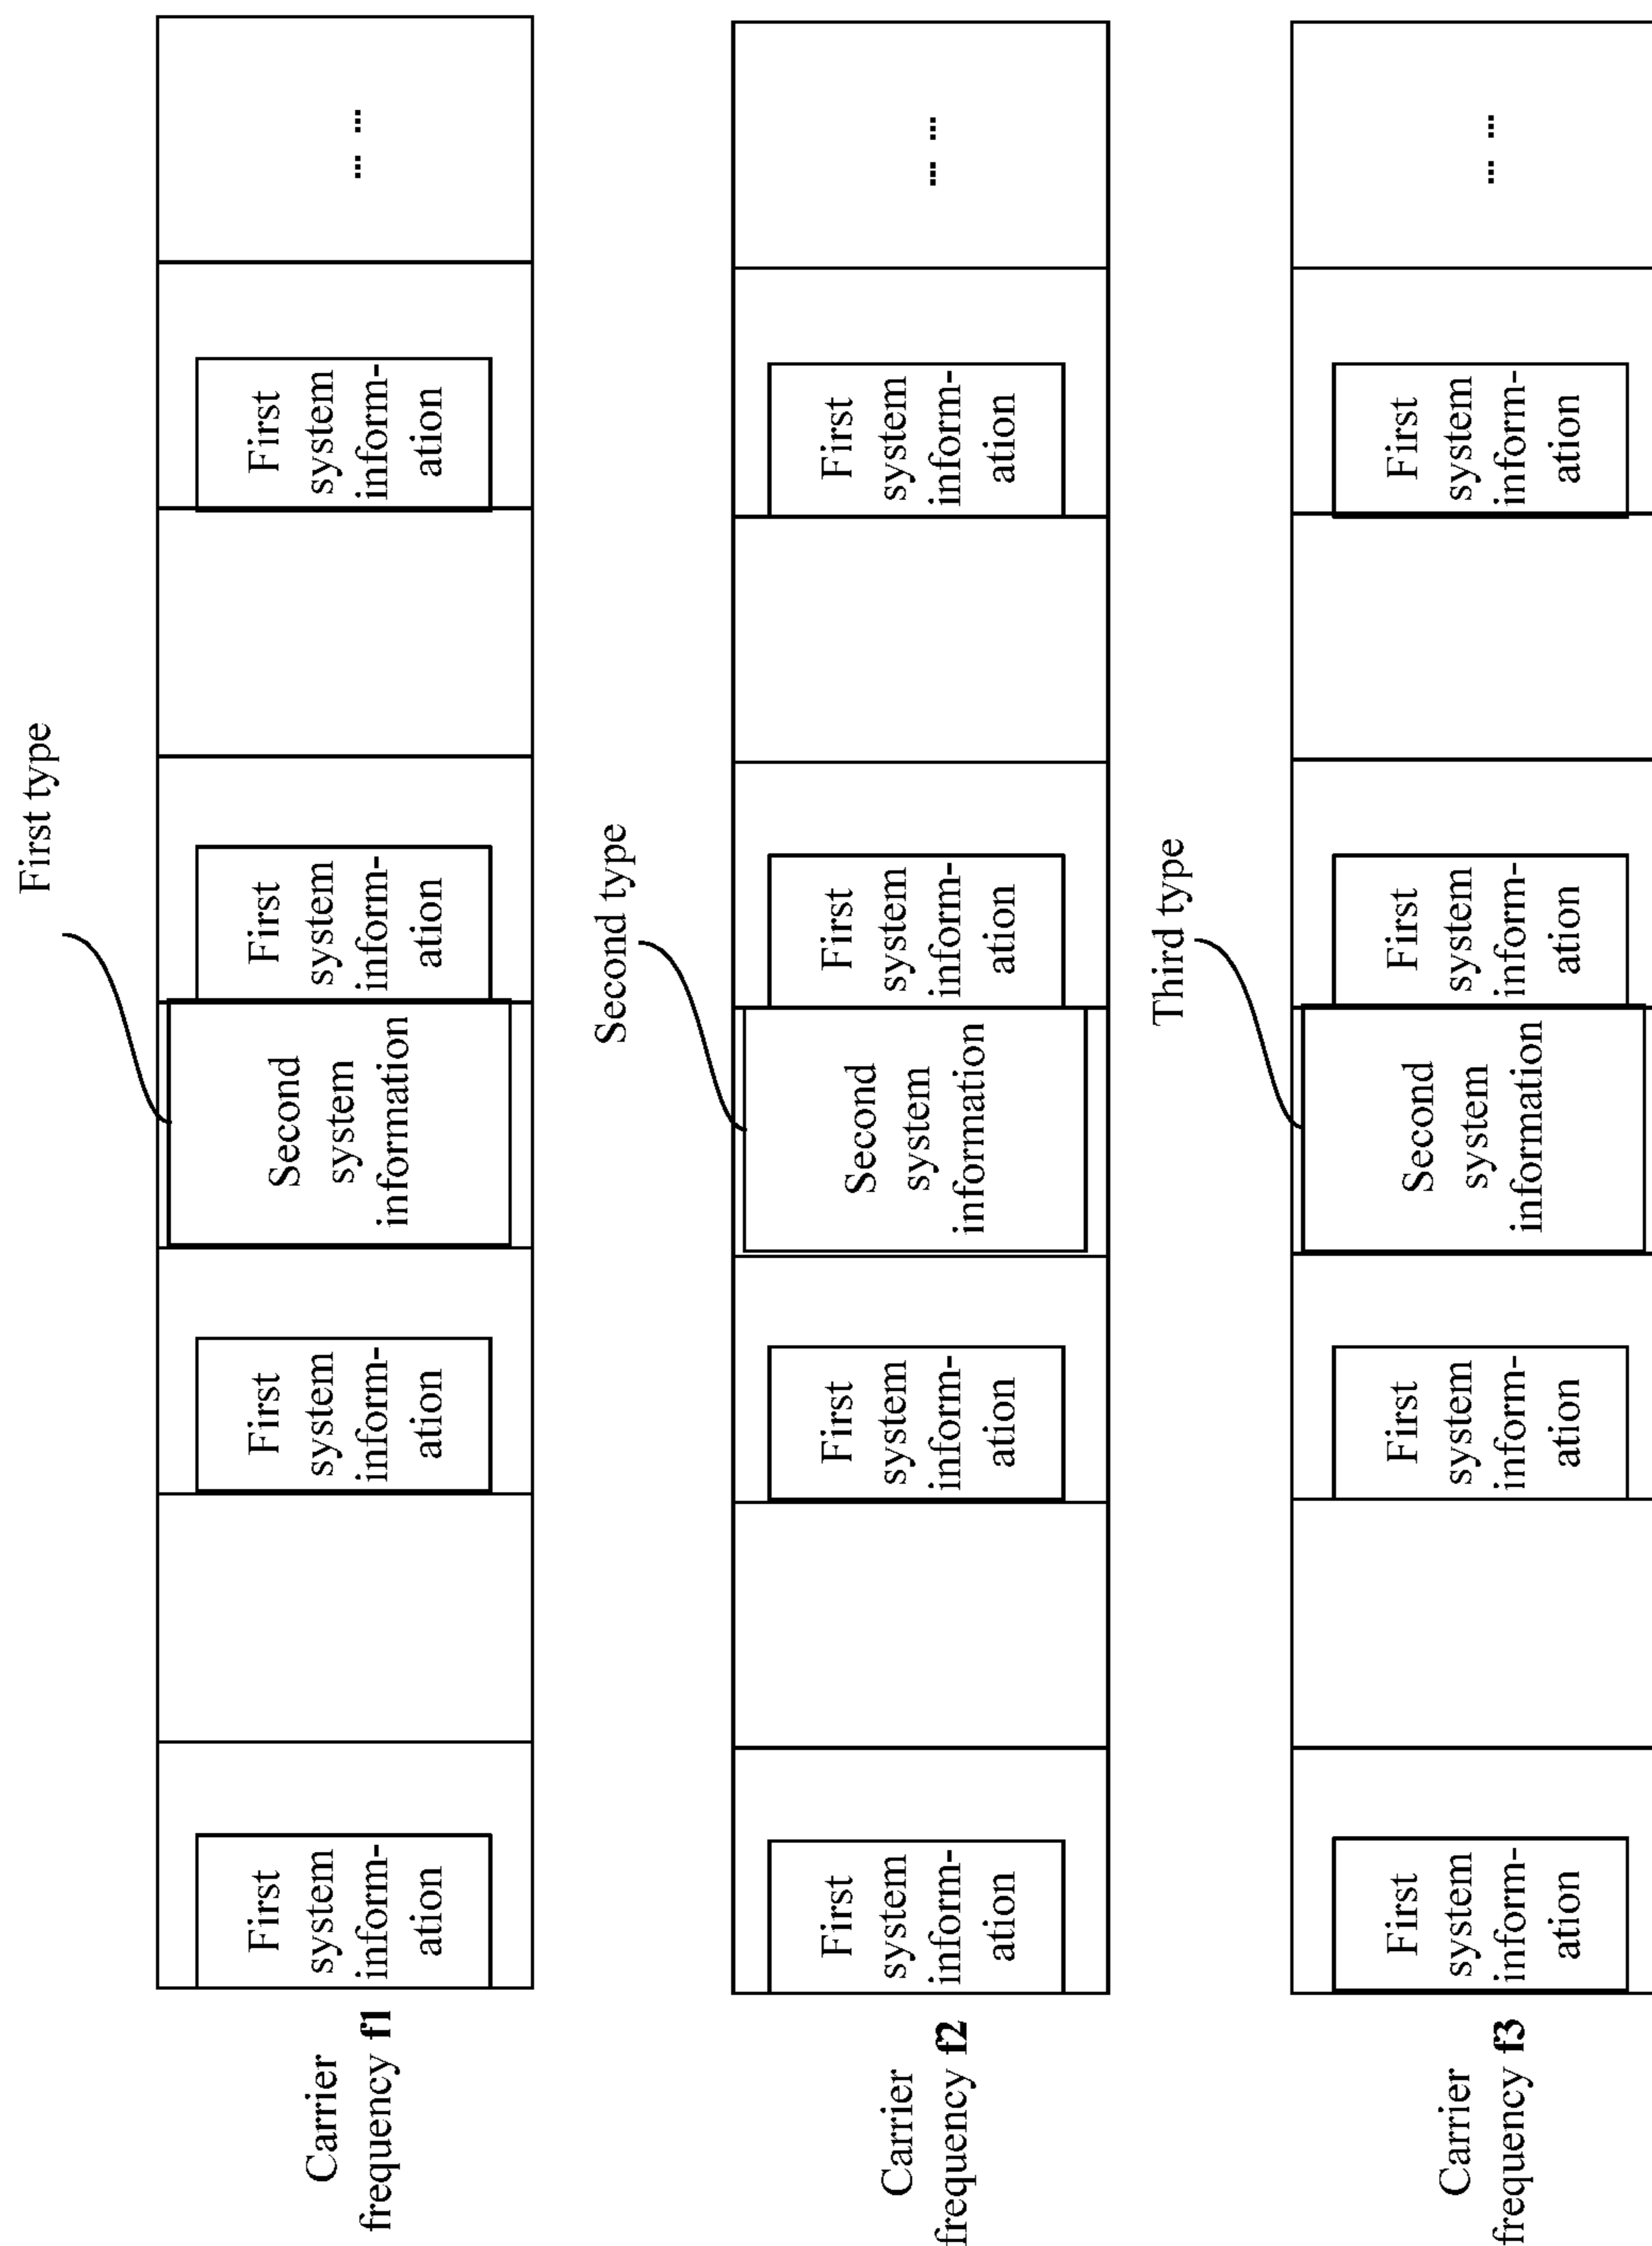 First type
Carrier
frequency f1
First
system
inform-
ation
First
system
inform-
ation
Second
system
information
First
system
inform-
ation
First
system
inform-
ation
... ...
Second type
Carrier
frequency f2
First
system
inform-
ation
First
system
inform-
ation
Second
system
information
First
system
inform-
ation
First
system
inform-
ation
... ...
Third type
Carrier
frequency f3
First
system
inform-
ation
First
system
inform-
ation
Second
system
information
First
system
inform-
ation
First
system
inform-
ation
... ...